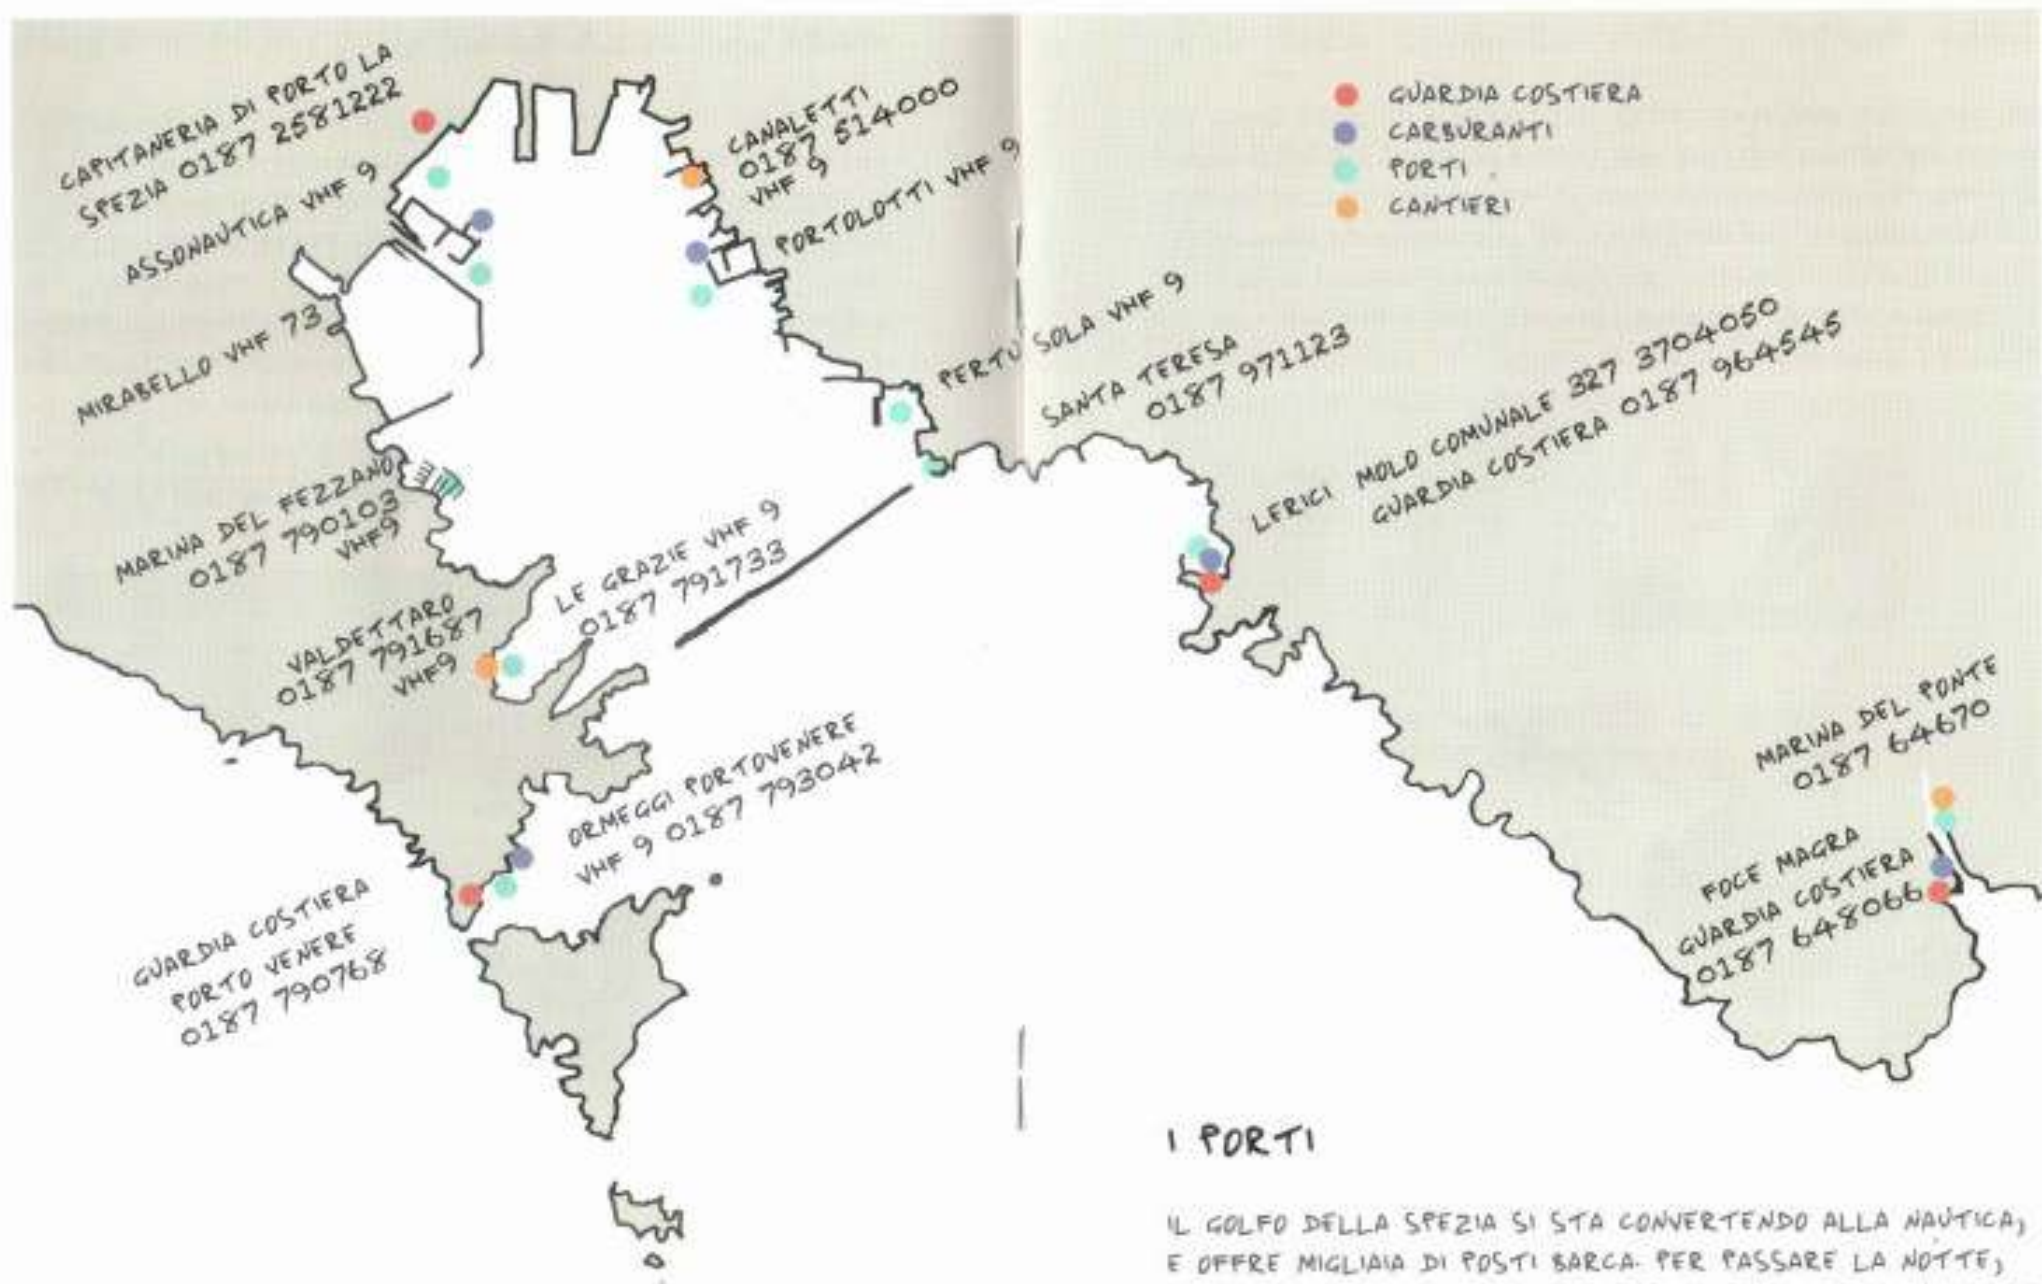 CAPITANERIA DI PORTO LA
SPEZIA 0187 2581222
ASSONAUTICA VHF 9
MIRABELLO VHF 73
MARINA DEL FEZZANO
0187 790103
VHF9
VALDETTARO
0187 791687
VHF9
LE GRAZIE VHF 9
0187 791733
ORMEGGI PORTOVENERE
VHF 9 0187 793042
GUARDIA COSTIERA
PORTO VENERE
0187 790768
CANALETTI
0187 514000
VHF 9
PORTOLOTTI VHF 9
PERTUSOLA VHF 9
SANTA TERESA
0187 971123
GUARDIA COSTIERA
CARBURANTI
PORTI
CANTIERI
LERICI MOLO COMUNALE 327 3704050
GUARDIA COSTIERA 0187 964545
MARINA DEL PONTE
0187 64670
FOCE MAGRA
GUARDIA COSTIERA
0187 648066
I PORTI
IL GOLFO DELLA SPEZIA SI STA CONVERTENDO ALLA NAUTICA,
E OFFRE MIGLIAIA DI POSTI BARCA. PER PASSARE LA NOTTE,